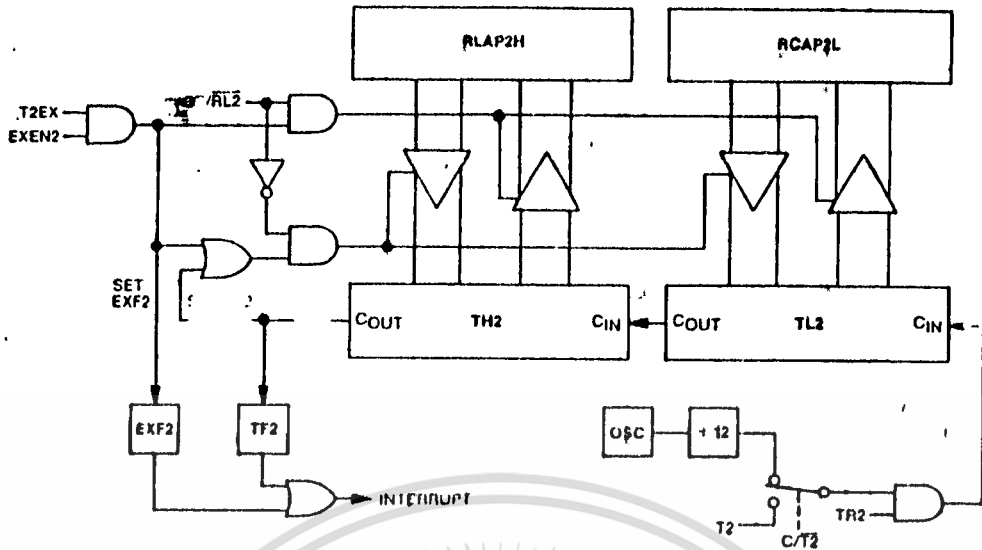 RLAP2H
RCAP2L
/RL2
T2EX
EXEN2
SET
EXF2
COUT
TH2
CIN
COUT
TL2
CIN
EXF2
TF2
OSC
÷ 12
INTERRUPT
T2
TR2
C/T2